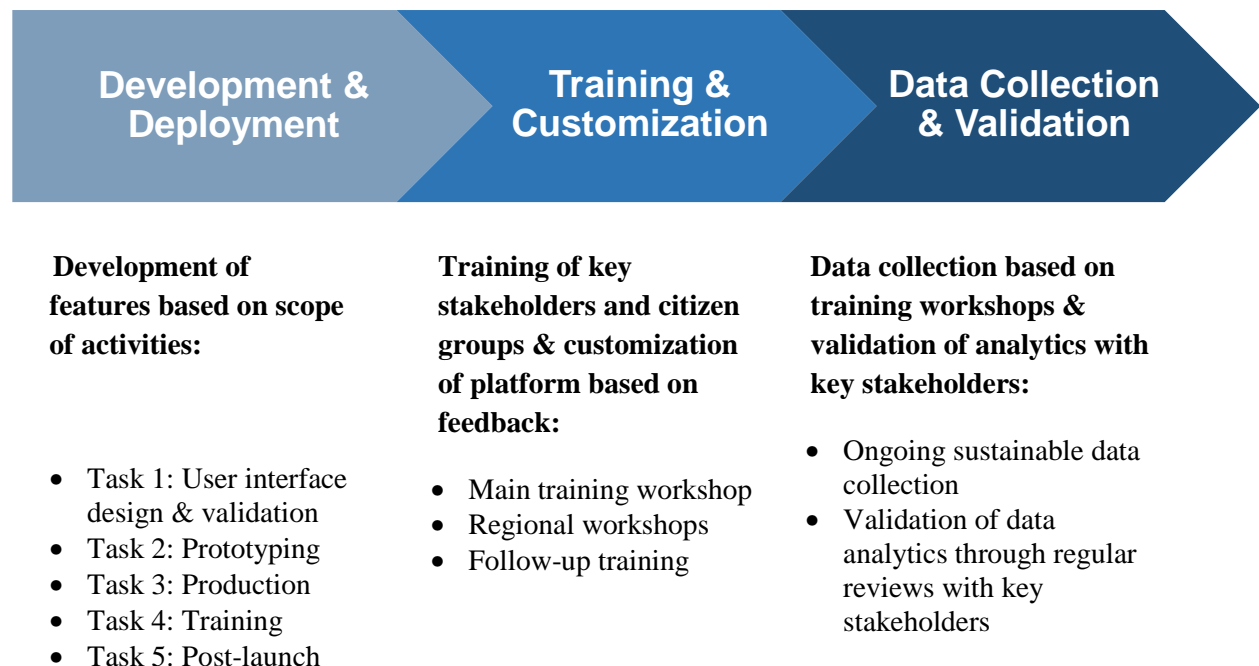 Development &
Deployment
Training &
Customization
Data Collection
& Validation
Development of
features based on scope
of activities:
• Task 1: User interface
design & validation
• Task 2: Prototyping
• Task 3: Production
• Task 4: Training
• Task 5: Post-launch
Training of key
stakeholders and citizen
groups & customization
of platform based on
feedback:
• Main training workshop
• Regional workshops
• Follow-up training
Data collection based on
training workshops &
validation of analytics with
key stakeholders:
• Ongoing sustainable data
collection
• Validation of data
analytics through regular
reviews with key
stakeholders